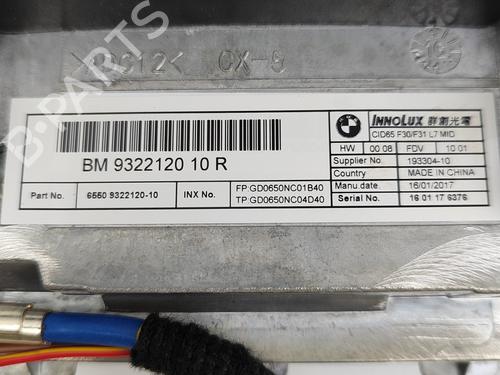 BM 9322120 10 R
Part No. 6550 9322120-10 INX No. FP:GD0650NC01B40
TP:GD0650NC04D40
INNOLUX 群創光電
CID65 F30/F31 L7 MID
HW 00 08 FDV 10 01
Supplier No. 193304-10
Country MADE IN CHINA
Manu.date 16/01/2017
Serial No. 16 01 17 6376
B-PARTS